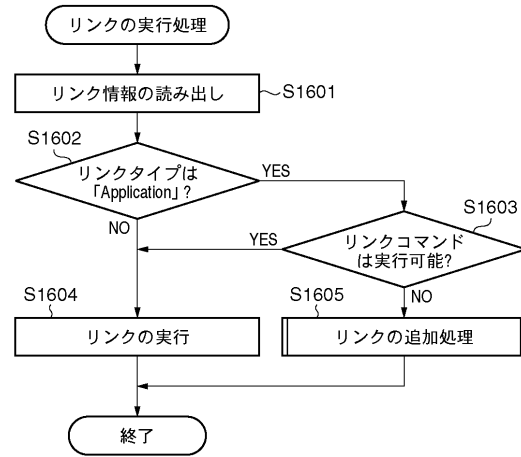 リンクの実行処理
リンク情報の読み出し
S1601
S1602
リンクタイプは
「Application」?
YES
NO
S1603
リンクコマンド
は実行可能?
YES
NO
S1604
リンクの実行
S1605
リンクの追加処理
終了